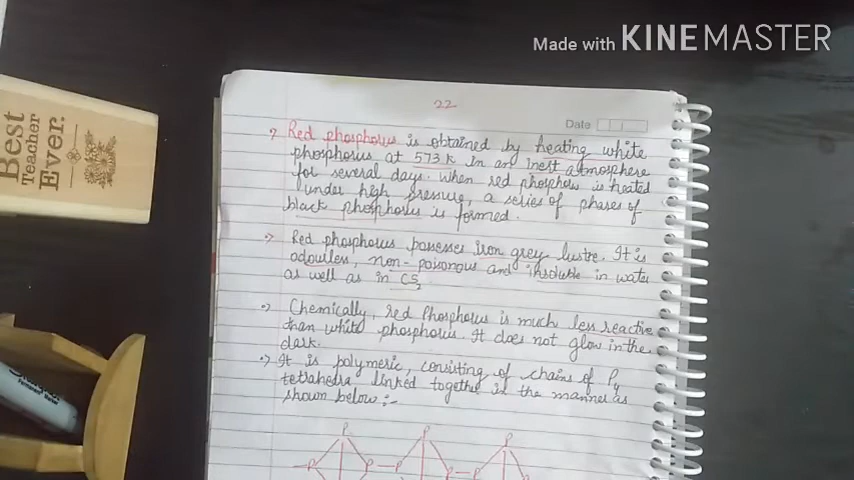 Made with KINEMASTER
Best
Teacher
Ever.
22
Date
Red phosphorus is obtained by heating white
phosphorus at 573 K in an inert atmosphere
for several days. When red phosphorus is heated
under high pressure, a series of phases of
black phosphorus is formed.
Red phosphorus possesses iron grey lustre. It is
odourless, non-poisonous and insoluble in water
as well as in CS2
Chemically, red Phosphorus is much less reactive
than white phosphorus. It does not glow in the
dark.
It is polymeric, consisting of chains of P4
tetrahedra linked together in the manner as
shown below :-
P P P
P P P P